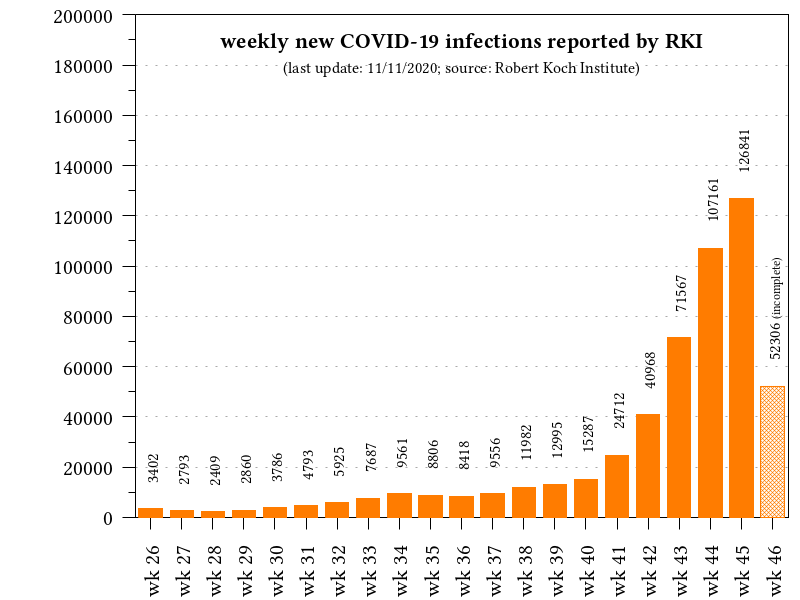 weekly new COVID-19 infections reported by RKI
(last update: 11/11/2020; source: Robert Koch Institute)
200000
180000
160000
140000
120000
100000
80000
60000
40000
20000
0
3402
2793
2409
2860
3786
4793
5925
7687
9561
8806
8418
9556
11982
12995
15287
24712
40968
71567
107161
126841
52306 (incomplete)
wk 26
wk 27
wk 28
wk 29
wk 30
wk 31
wk 32
wk 33
wk 34
wk 35
wk 36
wk 37
wk 38
wk 39
wk 40
wk 41
wk 42
wk 43
wk 44
wk 45
wk 46